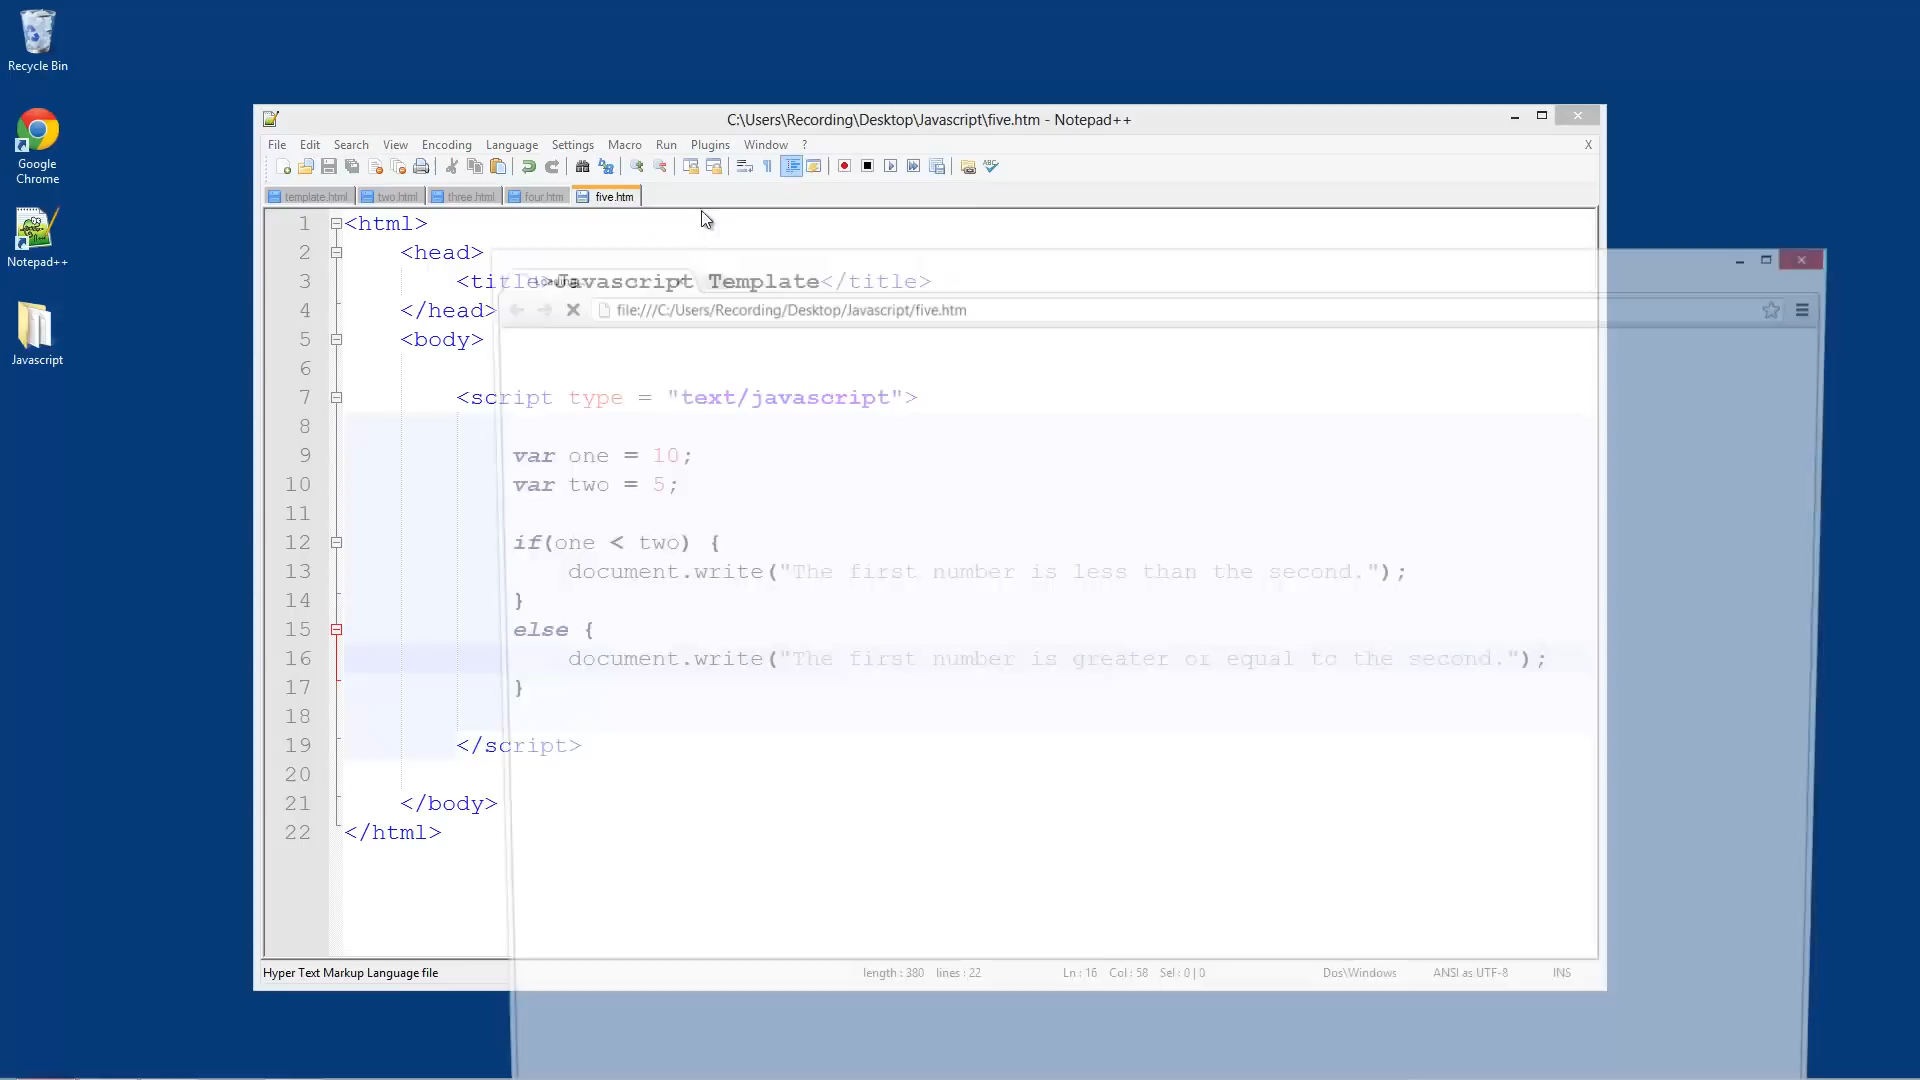 Recycle Bin
Google
Chrome
Notepad++
Javascript
C:\Users\Recording\Desktop\Javascript\five.htm - Notepad++
File Edit Search View Encoding Language Settings Macro Run Plugins Window ? X
template.html two.html three.html four.htm five.htm
1 <html>
2 <head>
3 <title>Javascript Template</title>
4 </head>
file:///C:/Users/Recording/Desktop/Javascript/five.htm
5 <body>
6
7 <script type = "text/javascript">
8
9 var one = 10;
10 var two = 5;
11
12 if(one < two) {
13 document.write("The first number is less than the second.");
14 }
15 else {
16 document.write("The first number is greater or equal to the second.");
17 }
18
19 </script>
20
21 </body>
22 </html>
Hyper Text Markup Language file length : 380 lines : 22 Ln : 16 Col : 58 Sel : 0 | 0 Dos\Windows ANSI as UTF-8 INS